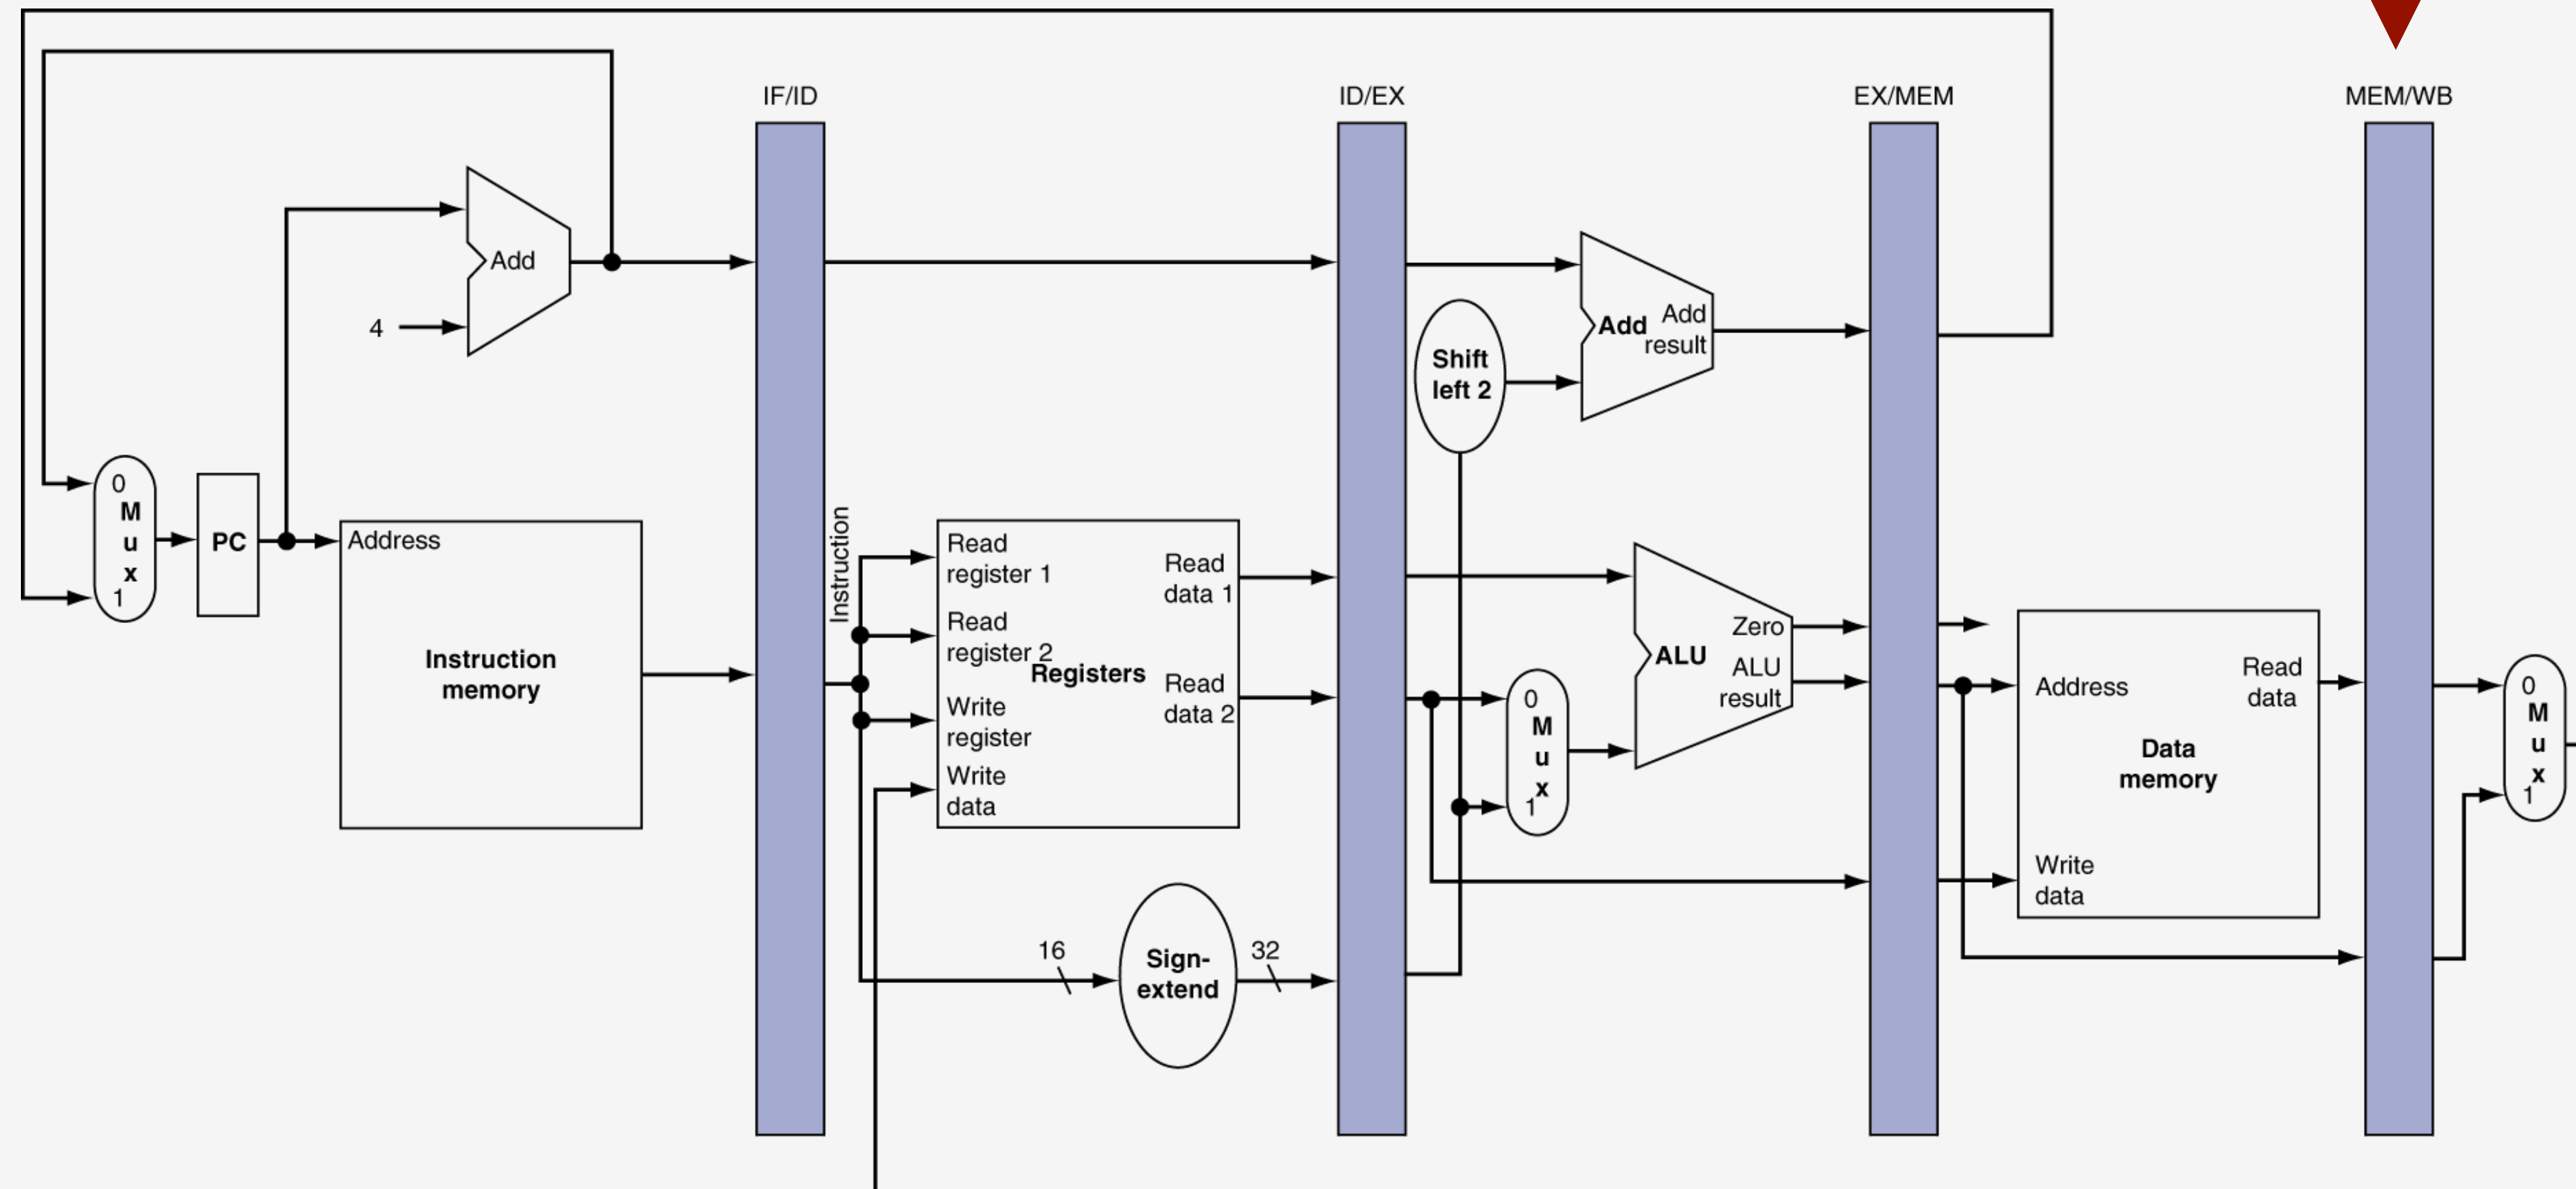 IF/ID
ID/EX
EX/MEM
MEM/WB
Add
4
0
M
u
x
1
PC
Address
Instruction
memory
Instruction
Read
register 1
Read
register 2
Registers
Write
register
Write
data
Read
data 1
Read
data 2
16
Sign-
extend
32
Shift
left 2
Add
Add
result
0
M
u
x
1
ALU
Zero
ALU
result
Address
Read
data
Data
memory
Write
data
0
M
u
x
1